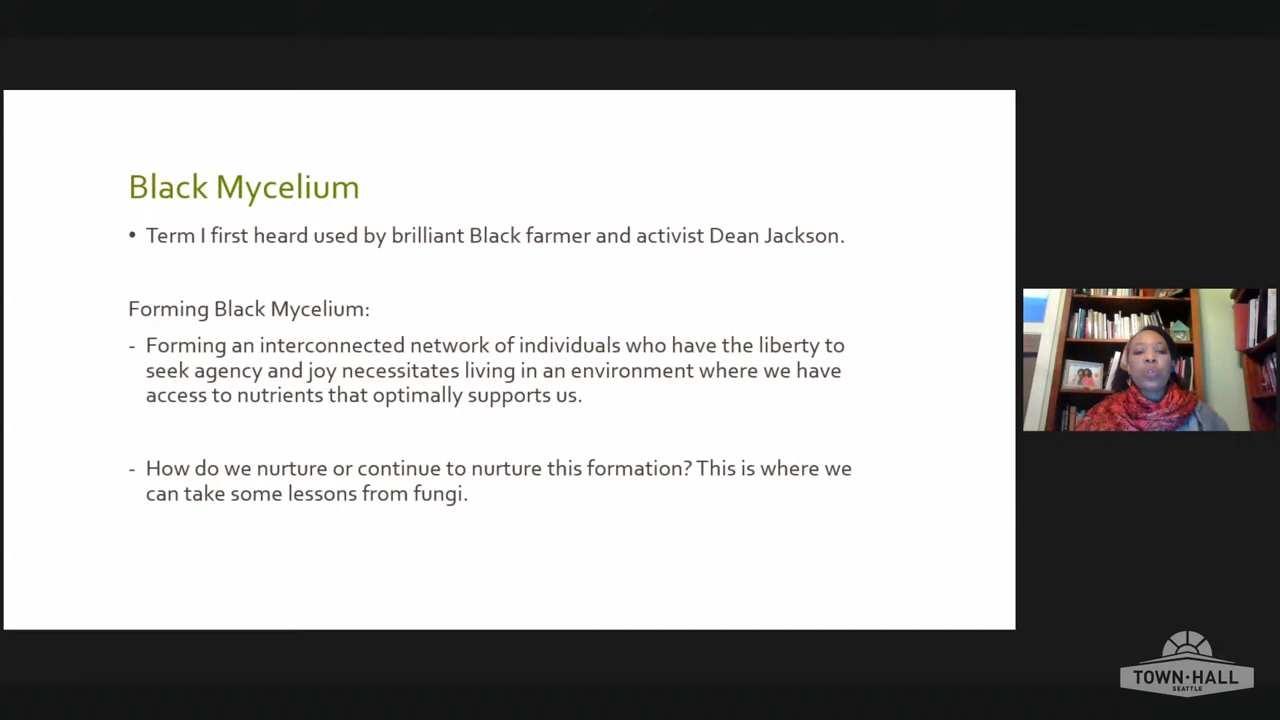 Black Mycelium
• Term I first heard used by brilliant Black farmer and activist Dean Jackson.
Forming Black Mycelium:
- Forming an interconnected network of individuals who have the liberty to
seek agency and joy necessitates living in an environment where we have
access to nutrients that optimally supports us.
- How do we nurture or continue to nurture this formation? This is where we
can take some lessons from fungi.
TOWN·HALL
SEATTLE